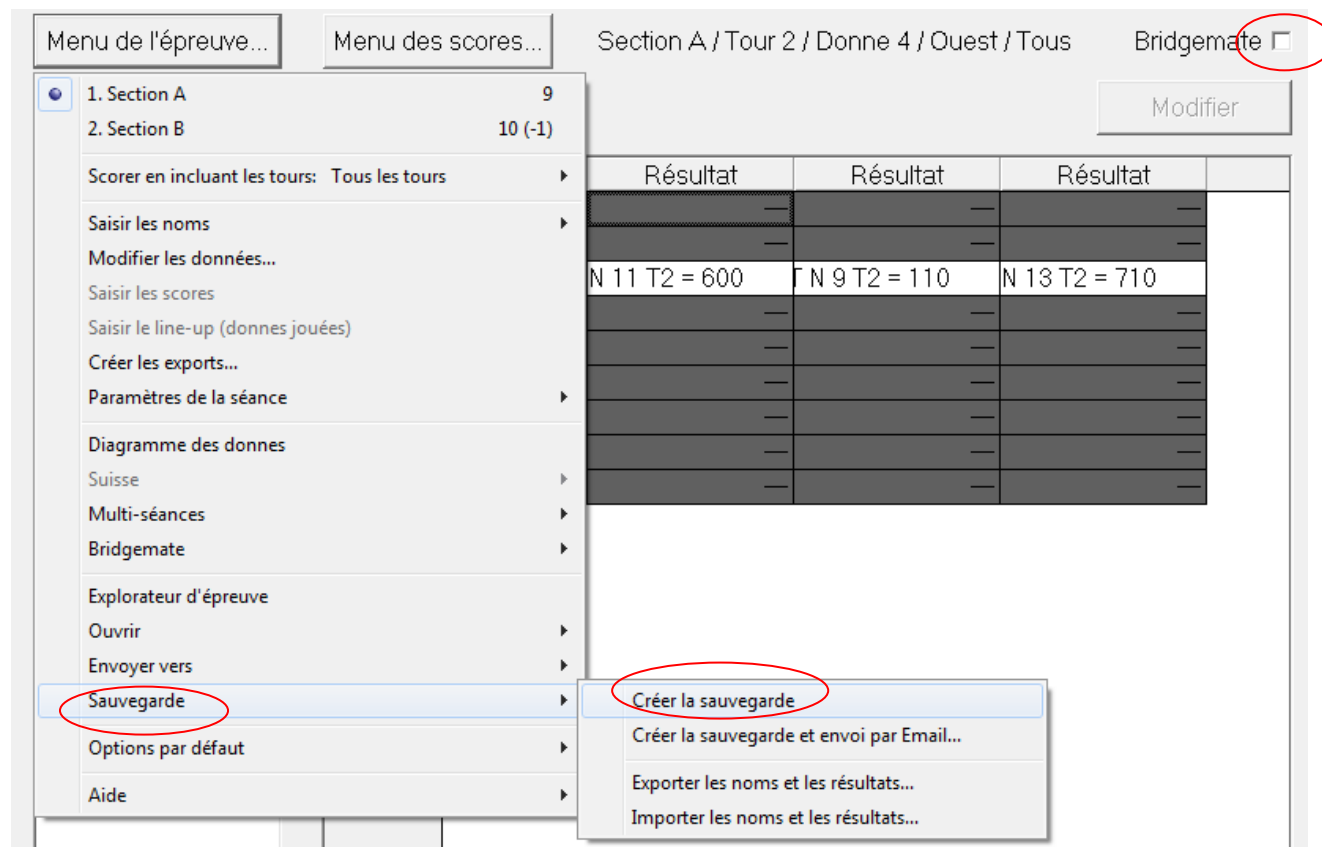 Menu de l'épreuve... Menu des scores... Section A / Tour 2 / Donne 4 / Ouest / Tous Bridgemate
1. Section A 9
2. Section B 10 (-1)
Modifier
Scorer en incluant les tours: Tous les tours
Résultat Résultat Résultat
— — —
Saisir les noms
— — —
Modifier les données...
N 11 T2 = 600 N 9 T2 = 110 N 13 T2 = 710
Saisir les scores
— — —
Saisir le line-up (donnes jouées)
— — —
Créer les exports...
— — —
Paramètres de la séance
— — —
Diagramme des donnes
— — —
Suisse
— — —
Multi-séances
Bridgemate
Explorateur d'épreuve
Ouvrir
Envoyer vers
Sauvegarde
Créer la sauvegarde
Créer la sauvegarde et envoi par Email...
Options par défaut
Exporter les noms et les résultats...
Aide
Importer les noms et les résultats...